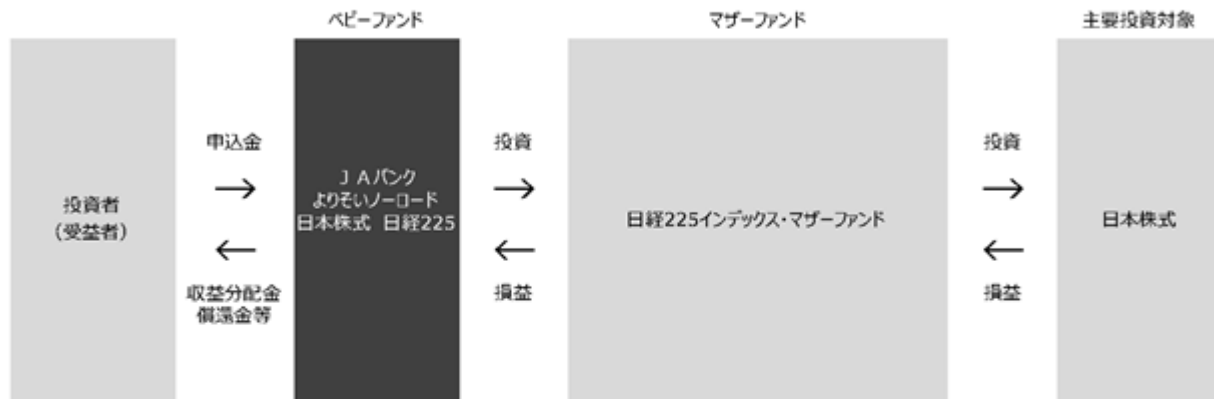 ベビーファンド
マザーファンド
主要投資対象
投資者
(受益者)
申込金
→
←
収益分配金
償還金等
JAバンク
よりそいノーロード
日本株式 日経225
投資
→
←
損益
日経225インデックス・マザーファンド
投資
→
←
損益
日本株式